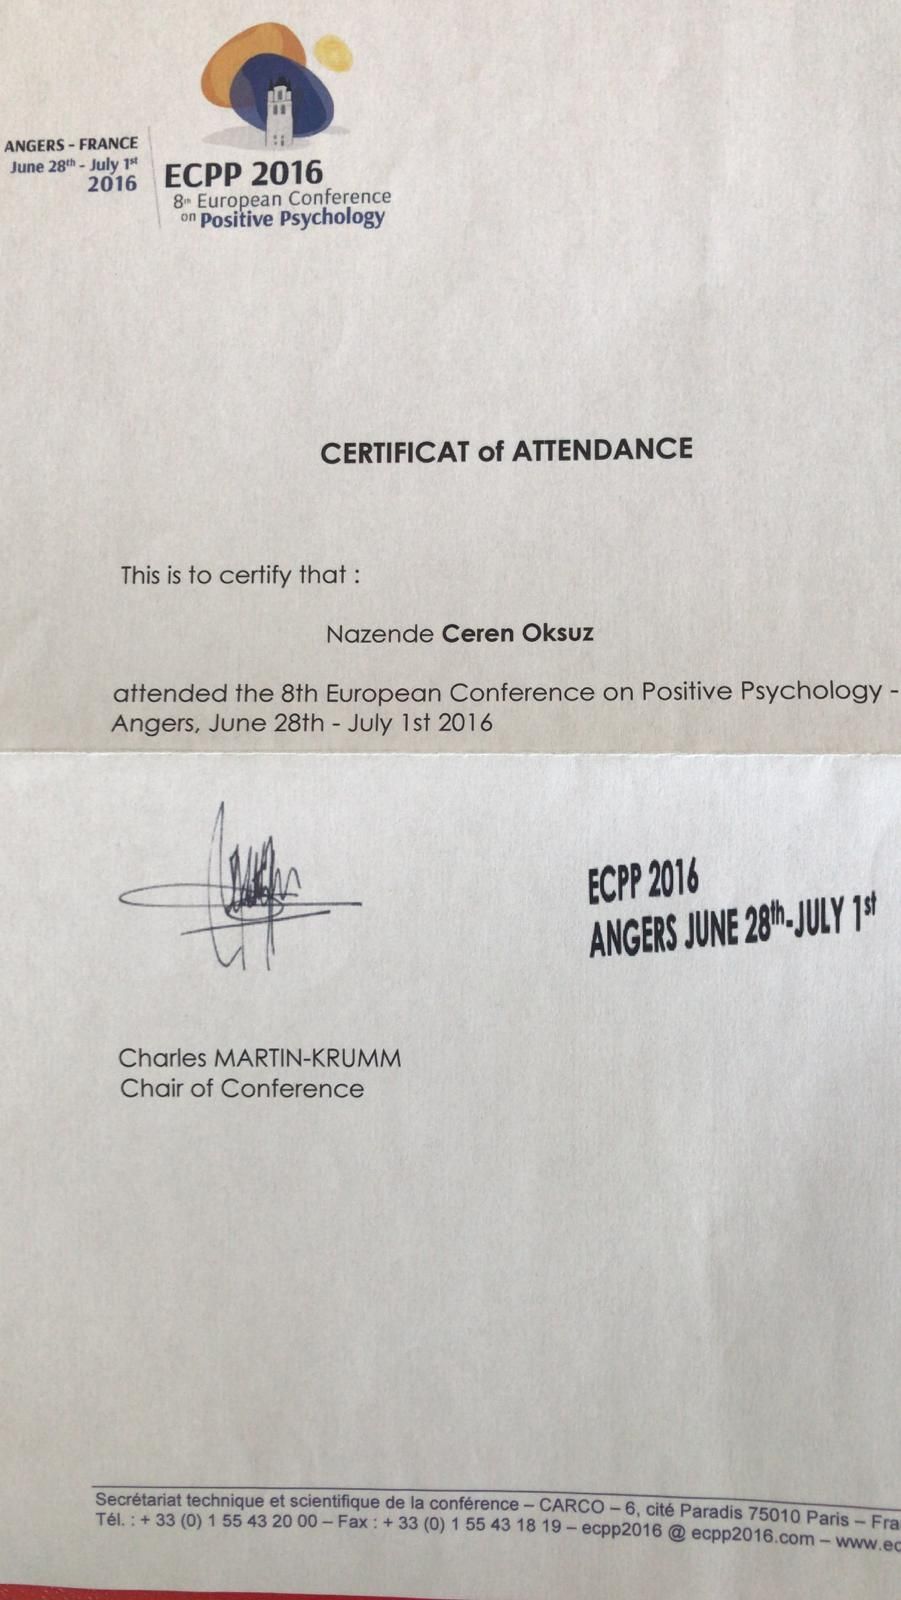 ANGERS - FRANCE
June 28th - July 1st
2016
ECPP 2016
8th European Conference
on Positive Psychology
CERTIFICAT of ATTENDANCE
This is to certify that :
Nazende Ceren Oksuz
attended the 8th European Conference on Positive Psychology -
Angers, June 28th - July 1st 2016
ECPP 2016
ANGERS JUNE 28th-JULY 1st
Charles MARTIN-KRUMM
Chair of Conference
Secrétariat technique et scientifique de la conférence – CARCO – 6, cité Paradis 75010 Paris – Fra
Tél. : + 33 (0) 1 55 43 20 00 – Fax : + 33 (0) 1 55 43 18 19 – ecpp2016 @ ecpp2016.com – www.ec